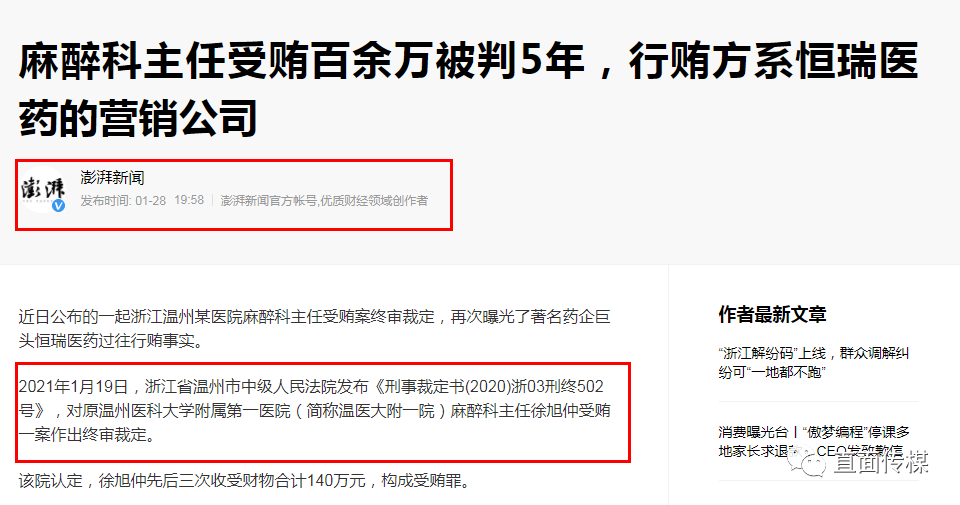 麻醉科主任受贿百余万被判5年，行贿方系恒瑞医
药的营销公司
澎湃
澎湃新闻
发布时间: 01-28 19:58 | 澎湃新闻官方帐号,优质财经领域创作者
近日公布的一起浙江温州某医院麻醉科主任受贿案终审裁定，再次曝光了著名药企巨
头恒瑞医药过往行贿事实。
2021年1月19日，浙江省温州市中级人民法院发布《刑事裁定书(2020)浙03刑终502
号》，对原温州医科大学附属第一医院（简称温医大附一院）麻醉科主任徐旭仲受贿
一案作出终审裁定。
该院认定，徐旭仲先后三次收受财物合计140万元，构成受贿罪。
作者最新文章
“浙江解纷码”上线，群众调解纠
纷可“一地都不跑”
消费曝光台丨“傲梦编程”停课多
地家长求退 CEO发致歉信
直面传媒